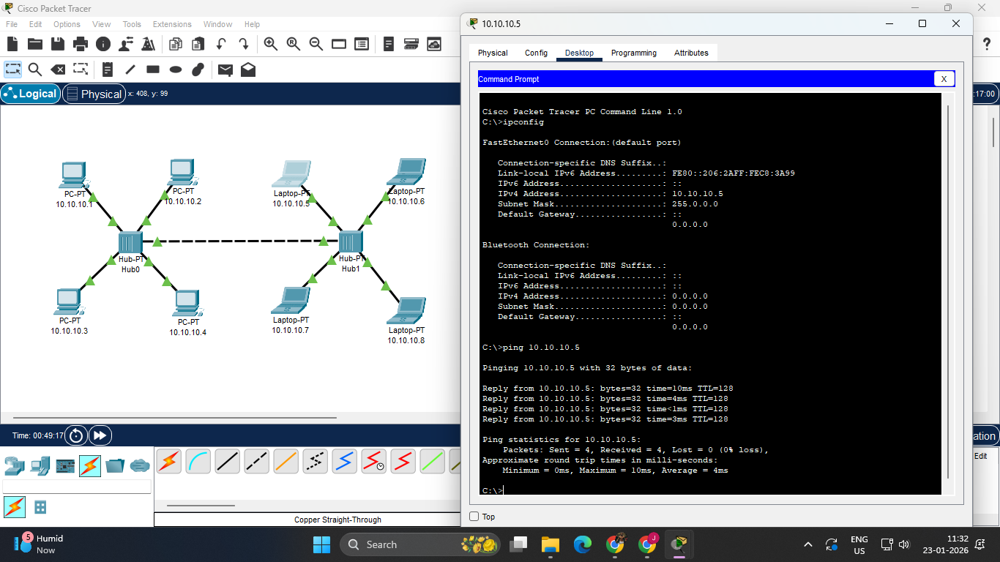 Cisco Packet Tracer
File Edit Options View Tools Extensions Window Help
Logical Physical x: 408, y: 99
PC-PT
10.10.10.1
PC-PT
10.10.10.2
Laptop-PT
10.10.10.5
Laptop-PT
10.10.10.6
Hub-PT
Hub0
Hub-PT
Hub1
PC-PT
10.10.10.3
PC-PT
10.10.10.4
Laptop-PT
10.10.10.7
Laptop-PT
10.10.10.8
Time: 00:49:17
Copper Straight-Through
10.10.10.5
Physical Config Desktop Programming Attributes
Command Prompt X
Cisco Packet Tracer PC Command Line 1.0
C:\>ipconfig
FastEthernet0 Connection:(default port)
Connection-specific DNS Suffix..:
Link-local IPv6 Address.........: FE80::206:2AFF:FEC8:3A99
IPv6 Address....................: ::
IPv4 Address....................: 10.10.10.5
Subnet Mask.....................: 255.0.0.0
Default Gateway.................: ::
0.0.0.0
Bluetooth Connection:
Connection-specific DNS Suffix..:
Link-local IPv6 Address.........: ::
IPv6 Address....................: ::
IPv4 Address....................: 0.0.0.0
Subnet Mask.....................: 0.0.0.0
Default Gateway.................: ::
0.0.0.0
C:\>ping 10.10.10.5
Pinging 10.10.10.5 with 32 bytes of data:
Reply from 10.10.10.5: bytes=32 time=10ms TTL=128
Reply from 10.10.10.5: bytes=32 time=4ms TTL=128
Reply from 10.10.10.5: bytes=32 time<1ms TTL=128
Reply from 10.10.10.5: bytes=32 time=3ms TTL=128
Ping statistics for 10.10.10.5:
Packets: Sent = 4, Received = 4, Lost = 0 (0% loss),
Approximate round trip times in milli-seconds:
Minimum = 0ms, Maximum = 10ms, Average = 4ms
C:\>
Top
:17:00
ation
Edit
5
Humid
Now
Search
J
ENG
US
11:32
23-01-2026